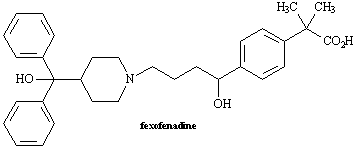 H₃C CH₃
CO₂H
HO
N
OH
fexofenadine